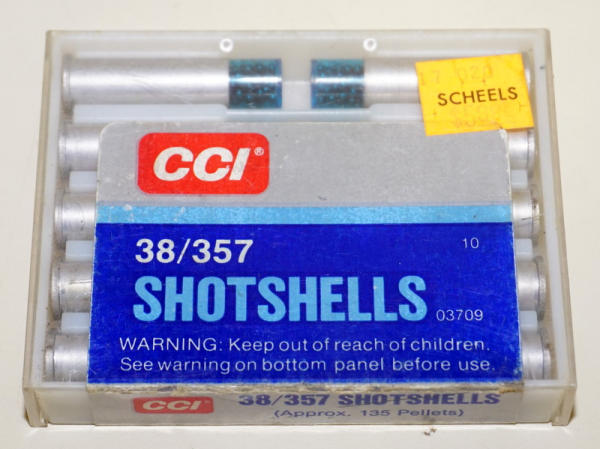 SCHEELS
CCI®
38/357
10
SHOTSHELLS
03709
WARNING: Keep out of reach of children.
See warning on bottom panel before use.
CCI 38/357 SHOTSHELLS
(Approx. 135 Pellets)